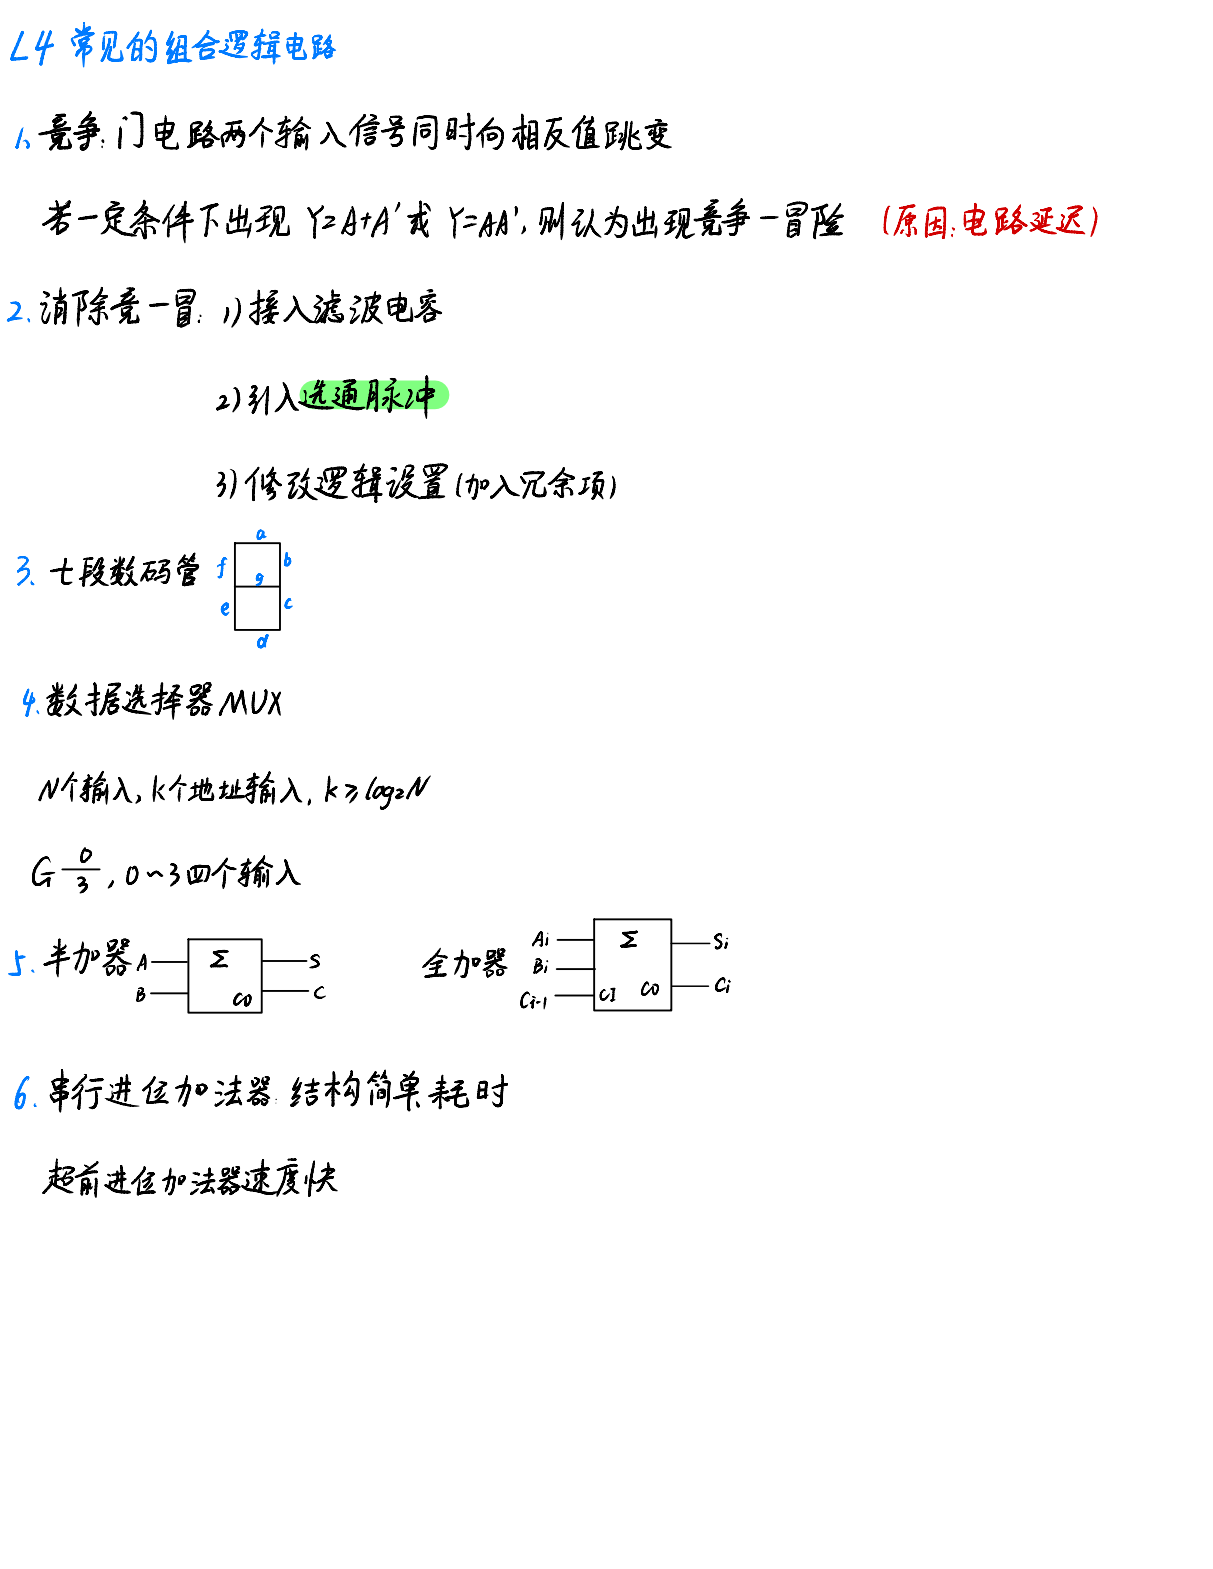 L4 常见的组合逻辑电路
1、竞争:门电路两个输入信号同时向相反值跳变
若一定条件下出现 Y=A+A' 或 Y=AA', 则认为出现竞争—冒险 (原因:电路延迟)
2. 消除竞—冒: 1) 接入滤波电容
2) 引入选通脉冲
3) 修改逻辑设置 (加入冗余项)
a
3. 七段数码管 f g b
e c
d
4. 数据选择器 MUX
N个输入, k个地址输入, k≥log₂N
G 0/3, 0~3四个输入
5. 半加器 A B Σ CO S C 全加器 Ai Bi Ci-1 Σ CI CO Si Ci
6. 串行进位加法器: 结构简单,耗时
超前进位加法器速度快